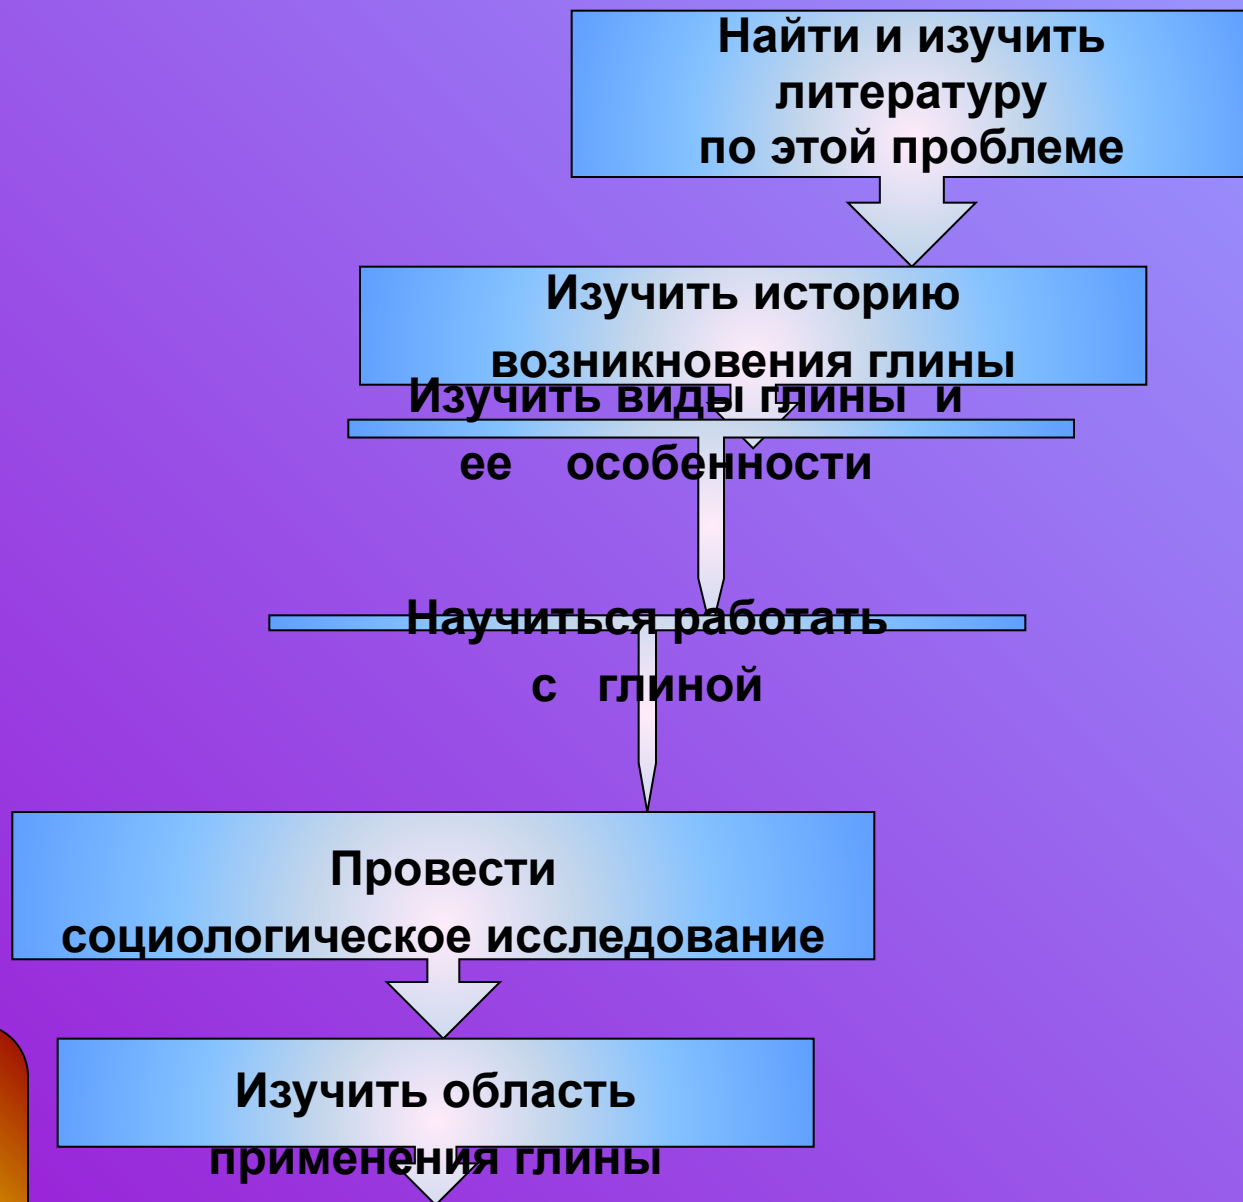 Найти и изучить
литературу
по этой проблеме
Изучить историю
возникновения глины
Изучить виды глины и
ее особенности
Научиться работать
с глиной
Провести
социологическое исследование
Изучить область
применения глины